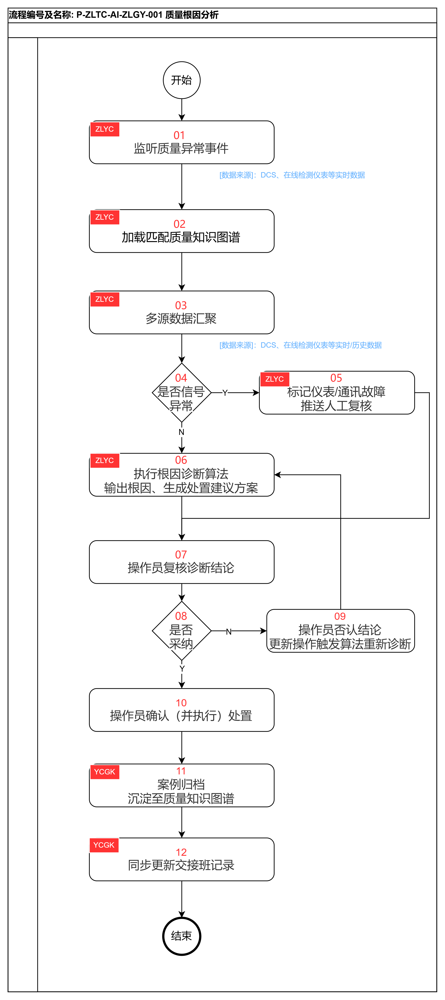 流程编号及名称: P-ZLTC-AI-ZLGY-001 质量根因分析
开始
ZLYC
01
监听质量异常事件
[数据来源]：DCS、在线检测仪表等实时数据
ZLYC
02
加载匹配质量知识图谱
ZLYC
03
多源数据汇聚
[数据来源]：DCS、在线检测仪表等实时/历史数据
04
是否信号
异常
Y
ZLYC
05
标记仪表/通讯故障
推送人工复核
N
ZLYC
06
执行根因诊断算法
输出根因、生成处置建议方案
07
操作员复核诊断结论
08
是否
采纳
N
09
操作员否认结论
更新操作触发算法重新诊断
Y
10
操作员确认（并执行）处置
YCGK
11
案例归档
沉淀至质量知识图谱
YCGK
12
同步更新交接班记录
结束